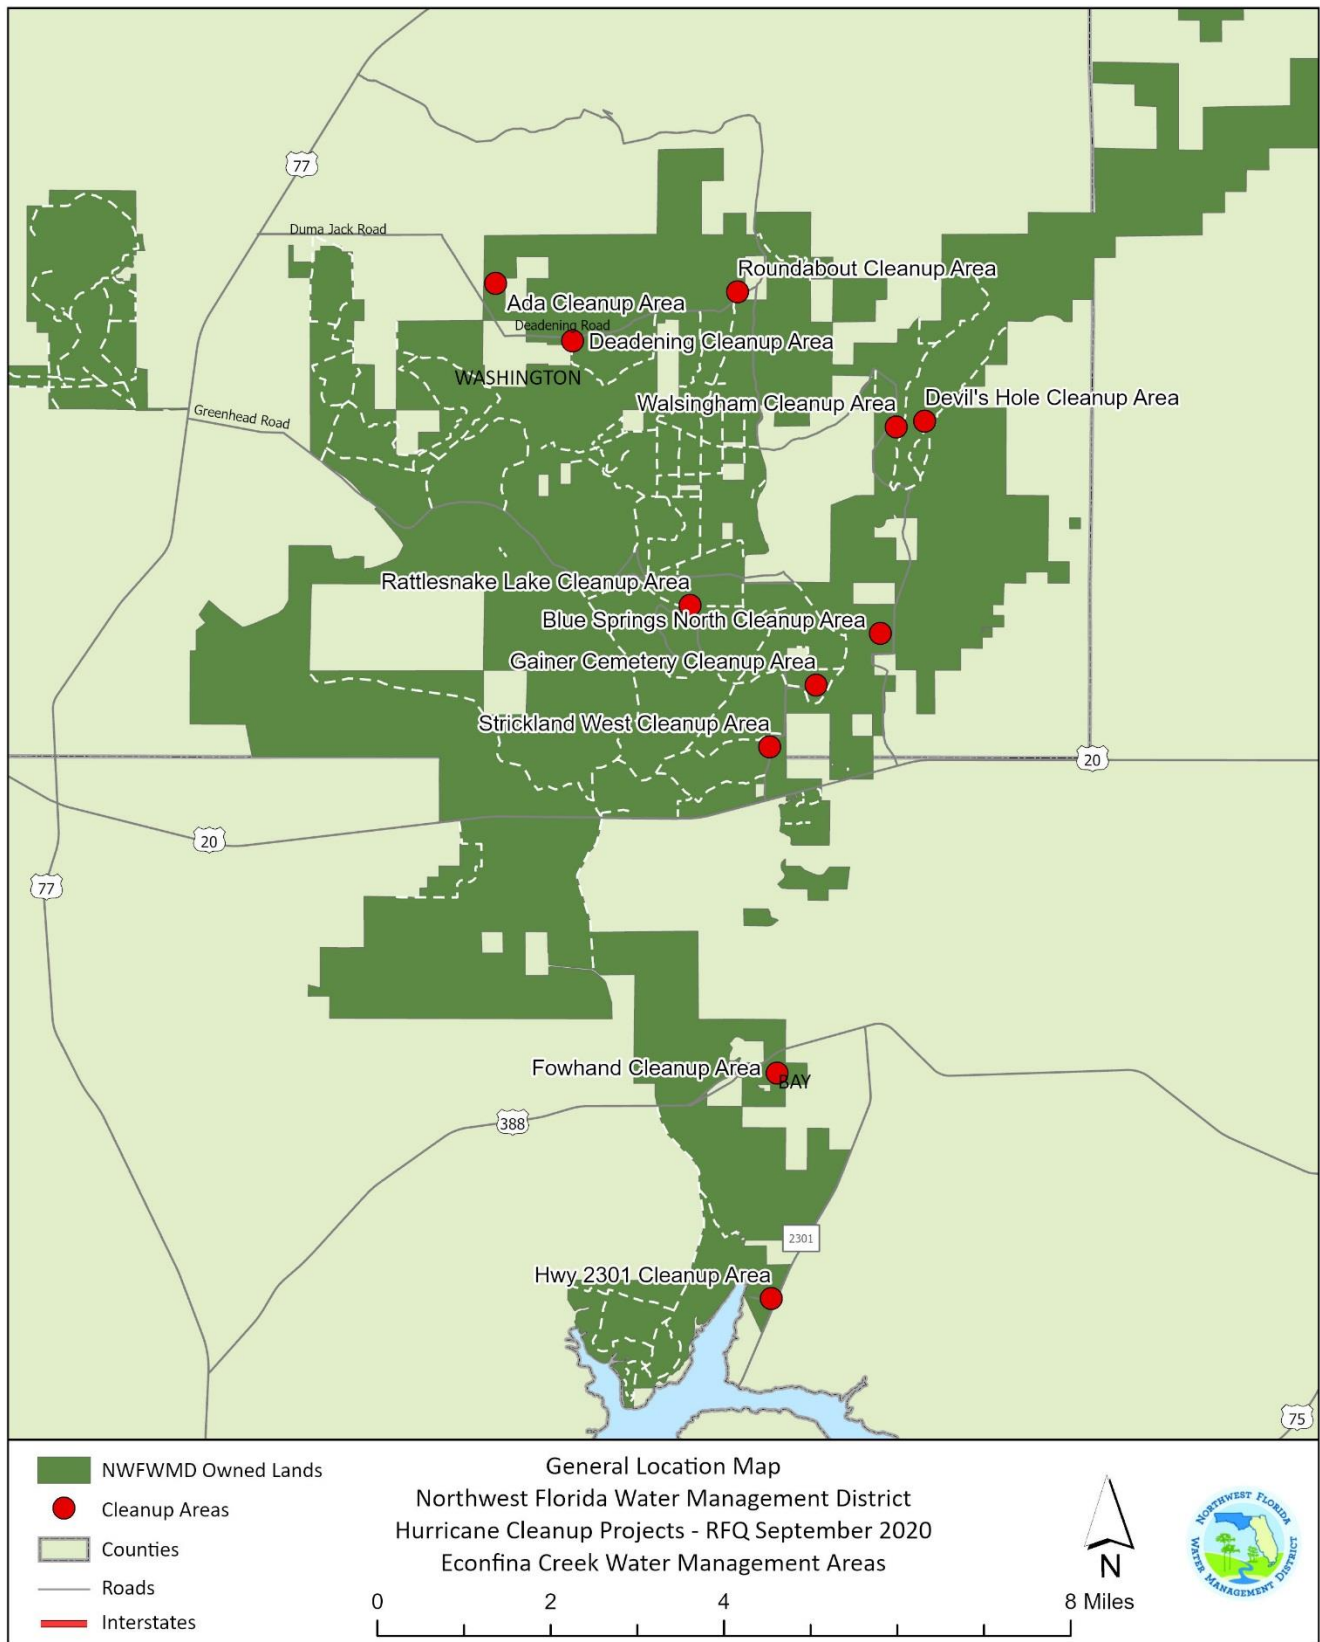 77
Duma Jack Road
Roundabout Cleanup Area
Ada Cleanup Area
Deadening Road
Deadening Cleanup Area
WASHINGTON
Devil's Hole Cleanup Area
Walsingham Cleanup Area
Greenhead Road
Rattlesnake Lake Cleanup Area
Blue Springs North Cleanup Area
Gainer Cemetery Cleanup Area
Strickland West Cleanup Area
20
20
77
Fowhand Cleanup Area
BAY
388
2301
Hwy 2301 Cleanup Area
75
NWFWMD Owned Lands
Cleanup Areas
Counties
Roads
Interstates
General Location Map
Northwest Florida Water Management District
Hurricane Cleanup Projects - RFQ September 2020
Econfina Creek Water Management Areas
0 2 4 8 Miles
N
NORTHWEST FLORIDA
WATER MANAGEMENT DISTRICT